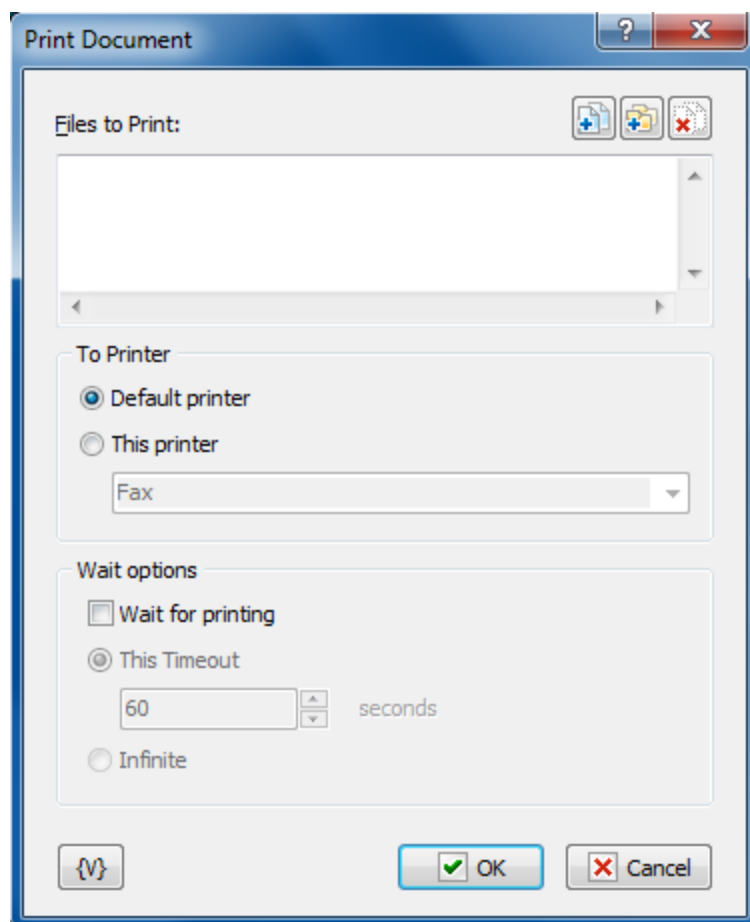 Print Document
?
Files to Print:
To Printer
Default printer
This printer
Fax
Wait options
Wait for printing
This Timeout
60 seconds
Infinite
{V} OK Cancel